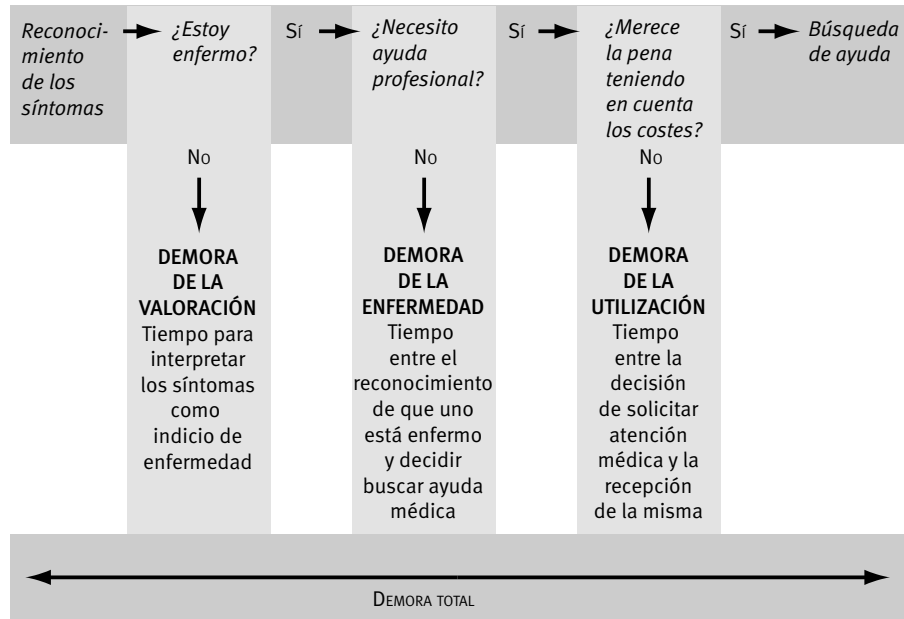 Reconoci-
miento
de los
síntomas
¿Estoy
enfermo?
SÍ
¿Necesito
ayuda
profesional?
SÍ
¿Merece
la pena
teniendo
en cuenta
los costes?
SÍ
Búsqueda
de ayuda
NO
DEMORA
DE LA
VALORACIÓN
Tiempo para
interpretar
los síntomas
como
indicio de
enfermedad
NO
DEMORA
DE LA
ENFERMEDAD
Tiempo
entre el
reconocimiento
de que uno
está enfermo
y decidir
buscar ayuda
médica
NO
DEMORA
DE LA
UTILIZACIÓN
Tiempo
entre la
decisión
de solicitar
atención
médica y la
recepción
de la misma
DEMORA TOTAL